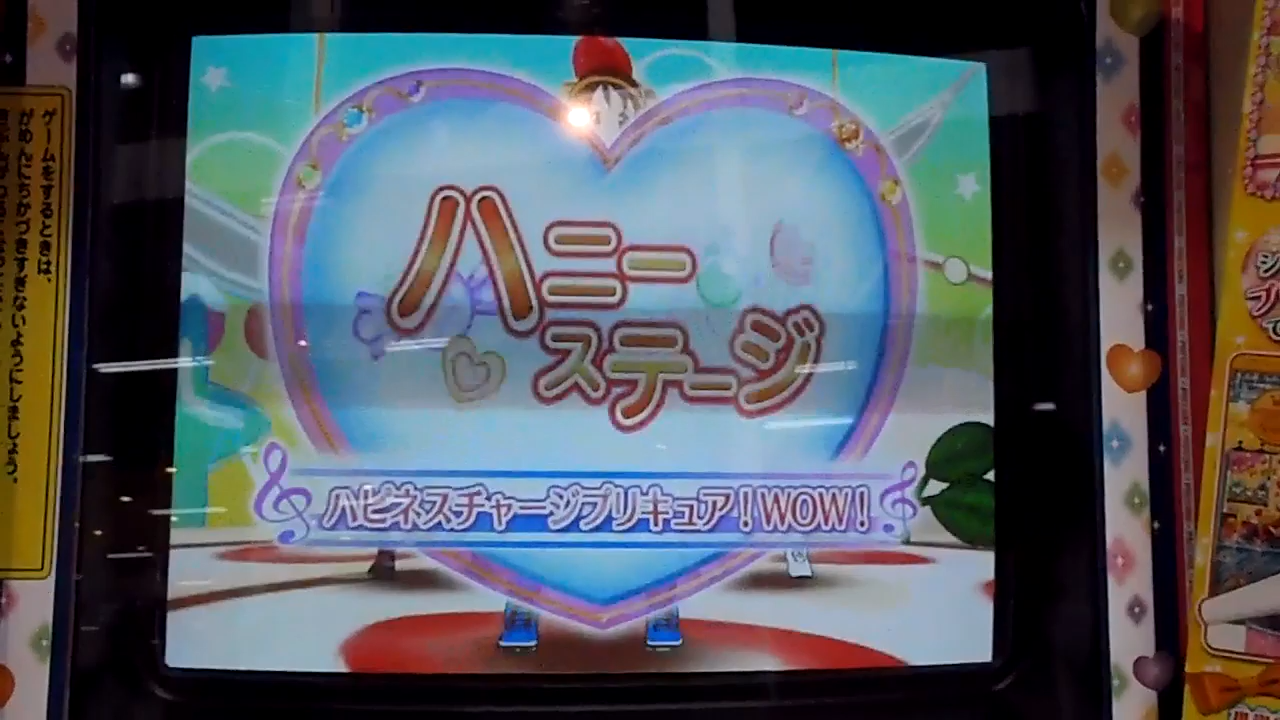 ゲームをするときは、
がめんにちかづきすぎないようにしましょう。
ハニー
ステージ
ハピネスチャージプリキュア！WOW！